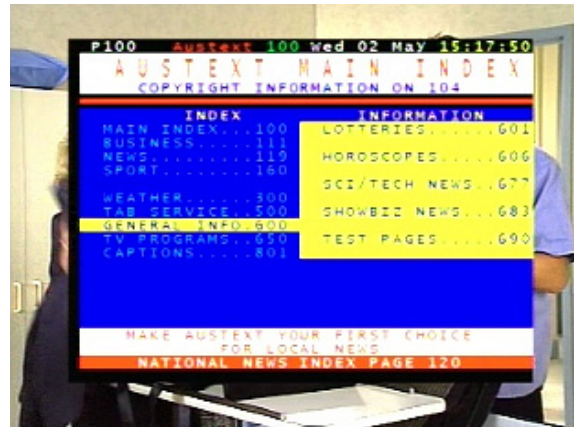 P100 Austext 100 Wed 02 May 15:17:50
AUSTEXT MAIN INDEX
COPYRIGHT INFORMATION ON 104
INDEX
MAIN INDEX...100
BUSINESS.....111
NEWS.........119
SPORT........160
WEATHER......300
TAB SERVICE..500
GENERAL INFO.600
TV PROGRAMS..650
CAPTIONS.....801
INFORMATION
LOTTERIES......601
HOROSCOPES.....606
SCI/TECH NEWS..677
SHOWBIZ NEWS...683
TEST PAGES.....690
MAKE AUSTEXT YOUR FIRST CHOICE
FOR LOCAL NEWS
NATIONAL NEWS INDEX PAGE 120